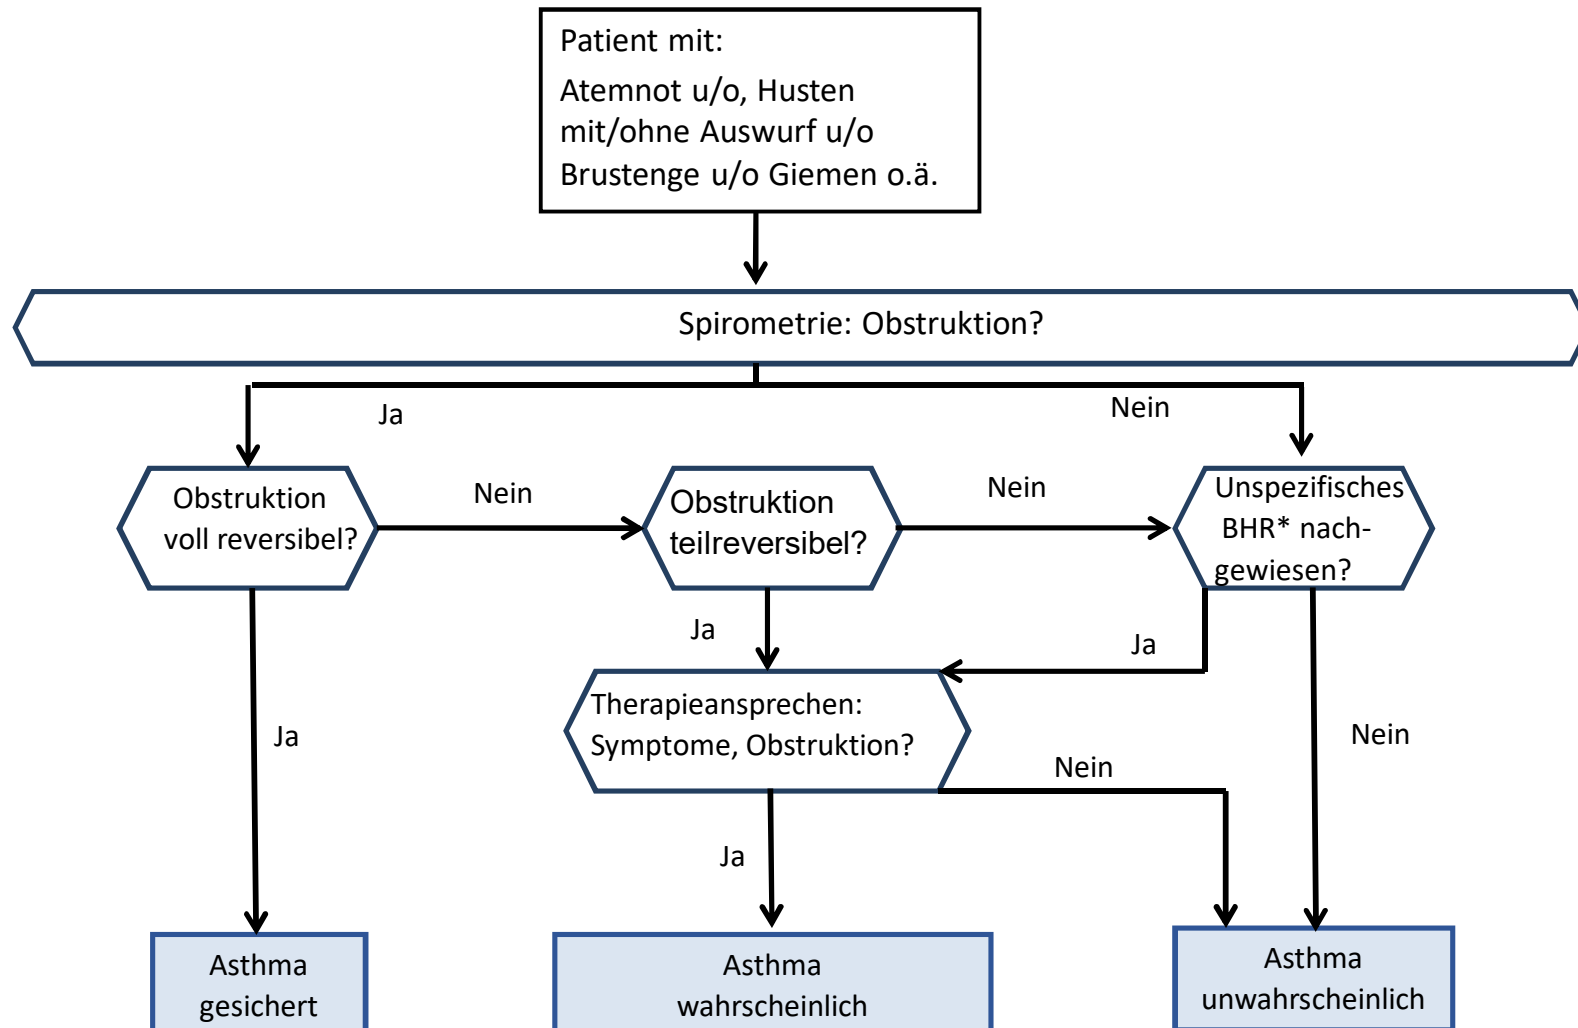 Patient mit:
Atemnot u/o, Husten
mit/ohne Auswurf u/o
Brustenge u/o Giemen o.ä.
Spirometrie: Obstruktion?
Ja
Nein
Obstruktion
voll reversibel?
Nein
Obstruktion
teilreversibel?
Nein
Unspezifisches
BHR* nach-
gewiesen?
Ja
Ja
Therapieansprechen:
Symptome, Obstruktion?
Ja
Nein
Nein
Ja
Asthma
gesichert
Asthma
wahrscheinlich
Asthma
unwahrscheinlich